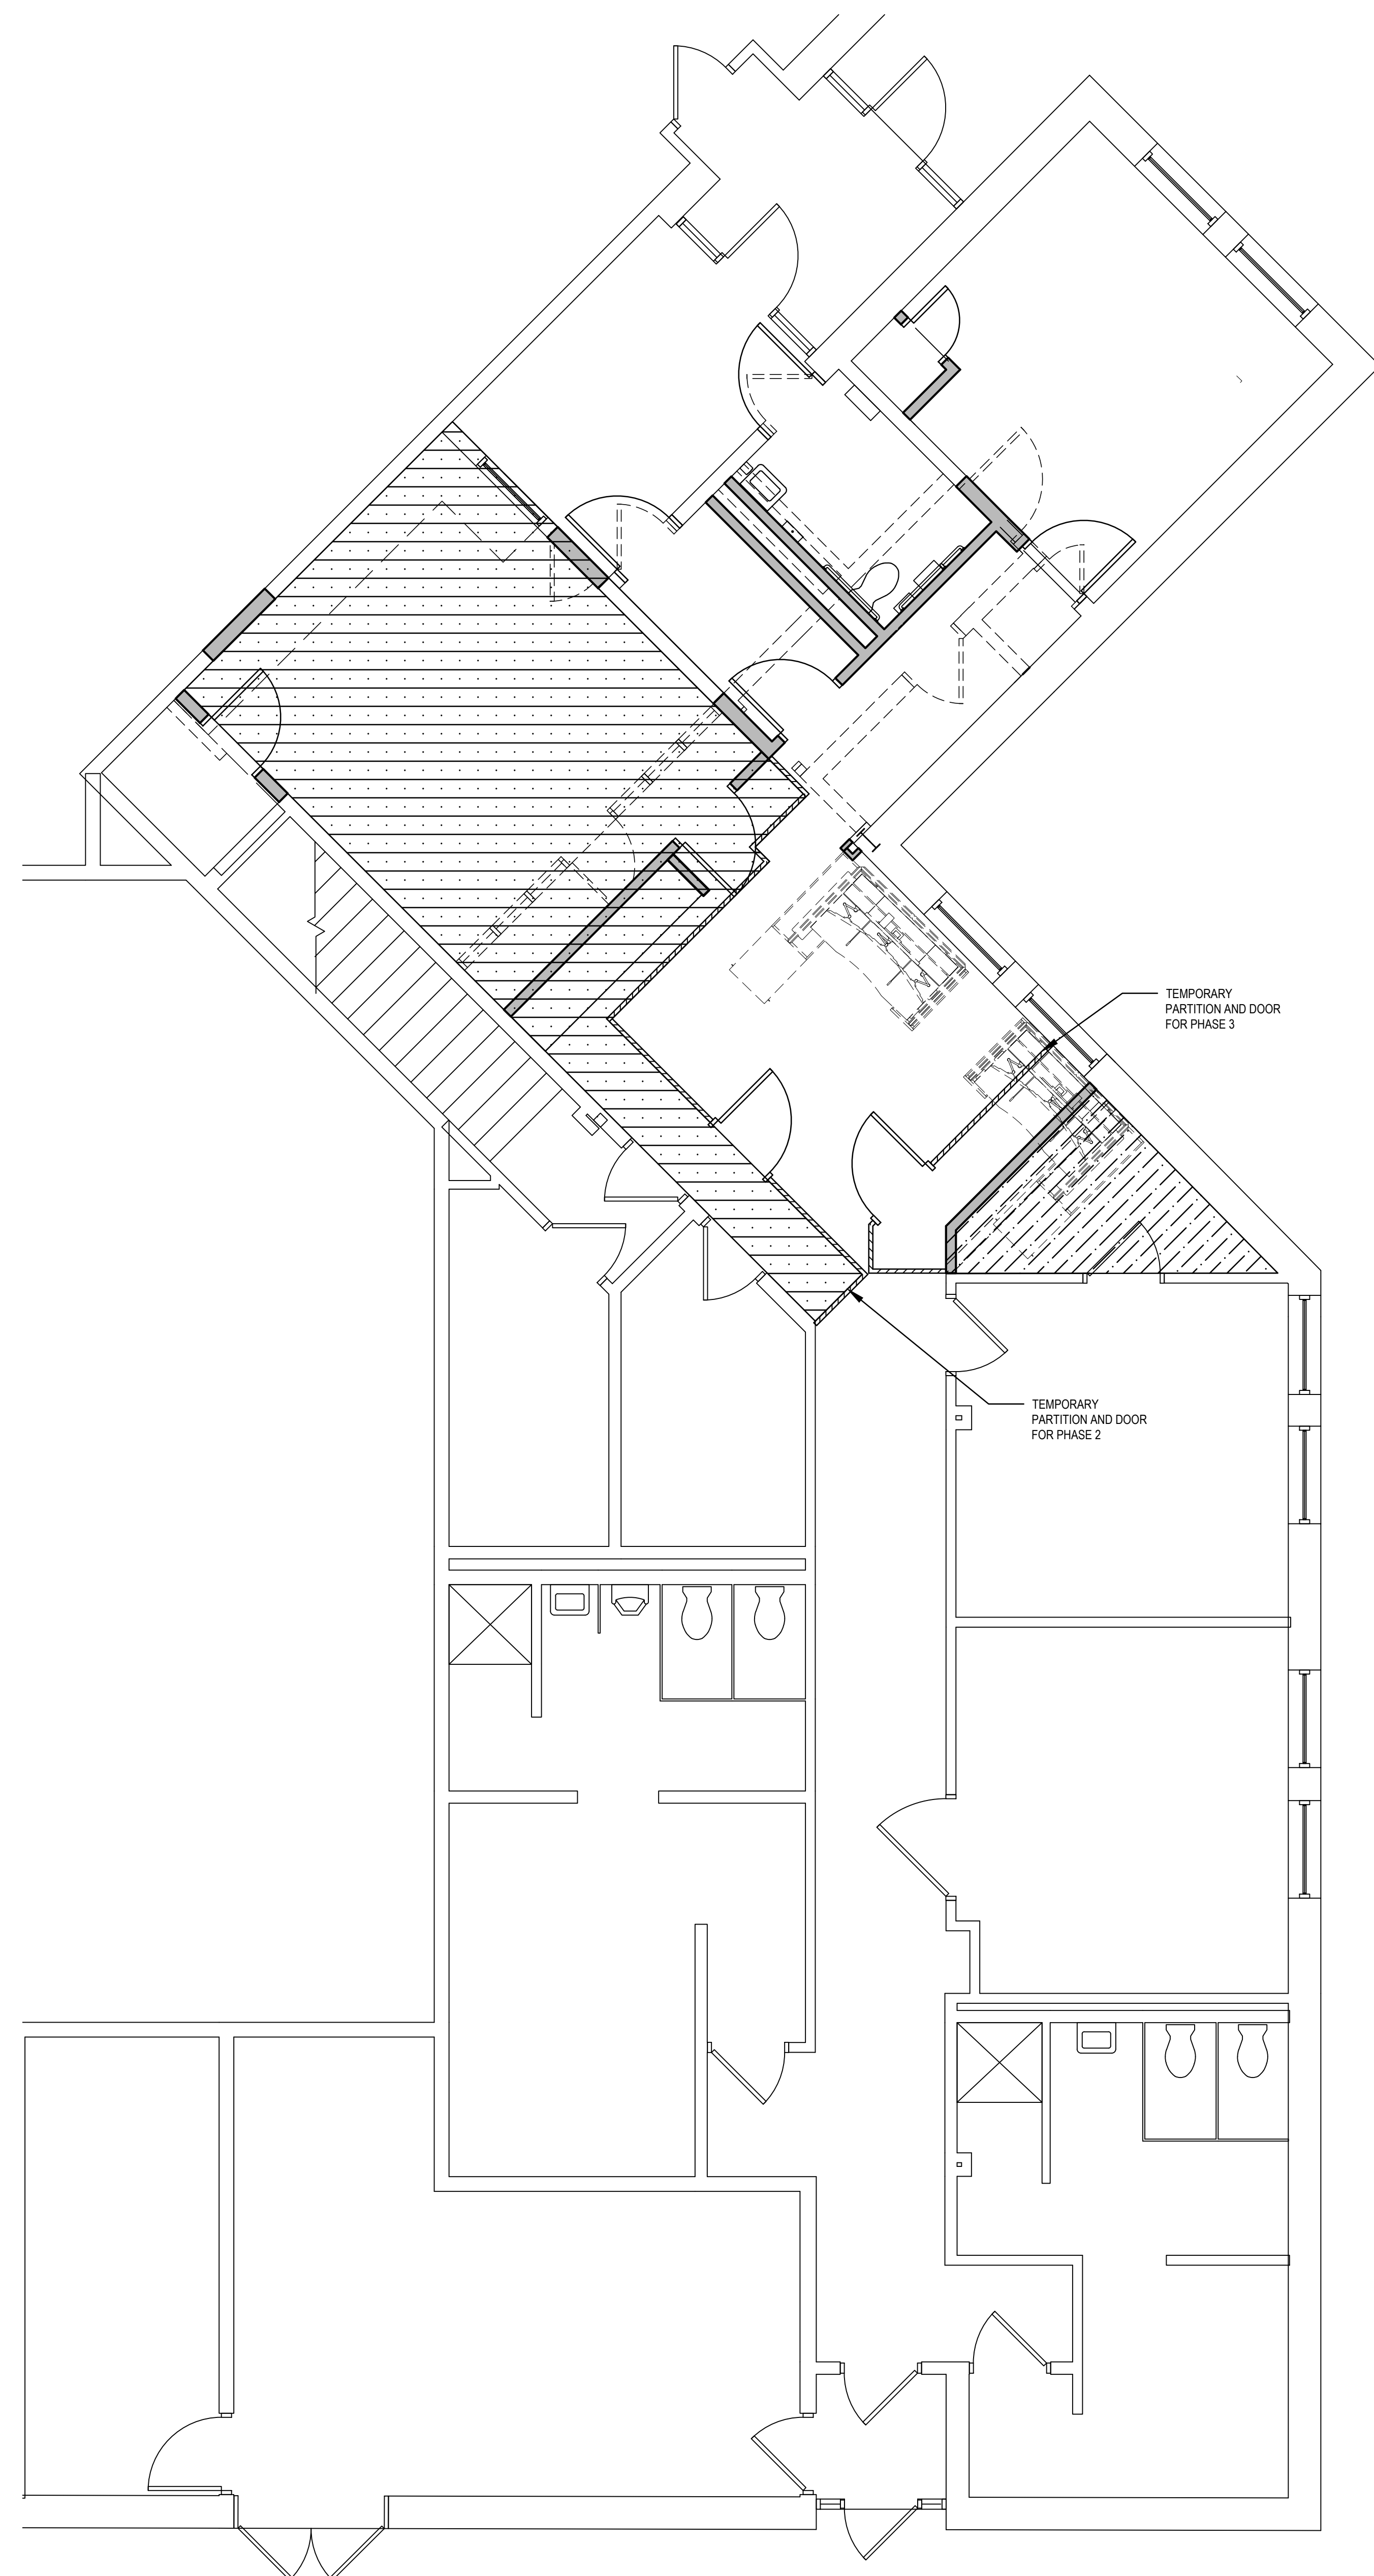 TEMPORARY
PARTITION AND DOOR
FOR PHASE 3
TEMPORARY
PARTITION AND DOOR
FOR PHASE 2